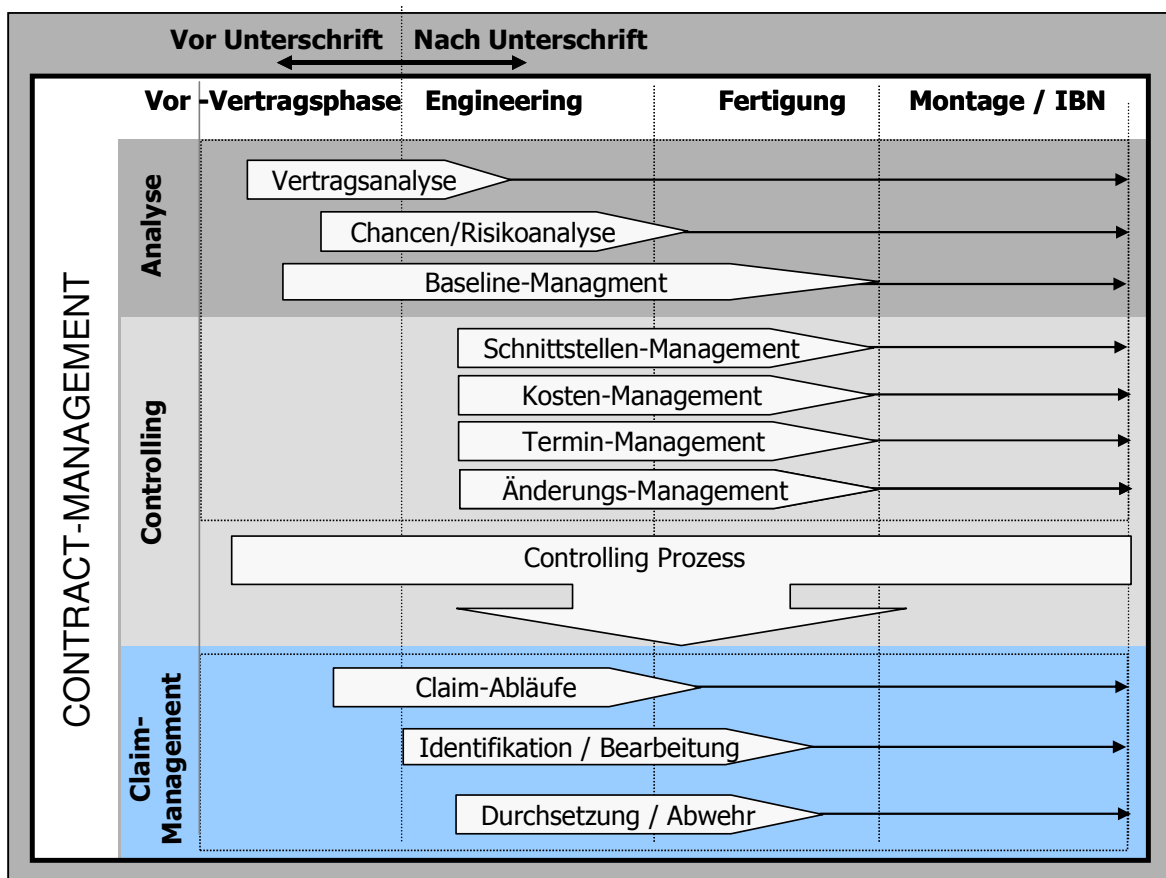 Vor Unterschrift Nach Unterschrift
Vor -Vertragsphase Engineering Fertigung Montage / IBN
CONTRACT-MANAGEMENT
Analyse
Vertragsanalyse
Chancen/Risikoanalyse
Baseline-Managment
Controlling
Schnittstellen-Management
Kosten-Management
Termin-Management
Änderungs-Management
Controlling Prozess
Claim-
Management
Claim-Abläufe
Identifikation / Bearbeitung
Durchsetzung / Abwehr